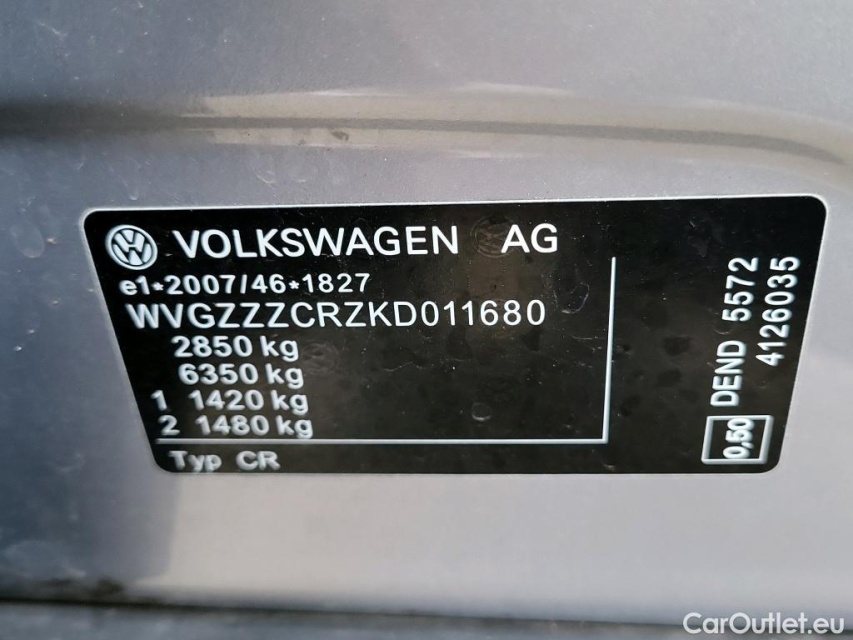 VOLKSWAGEN AG
e1*2007/46*1827
WVGZZZCRZKD011680
2850 kg
6350 kg
1 1420 kg
2 1480 kg
Typ CR
DEND 5572
4126035
0,50
CarOutlet.eu